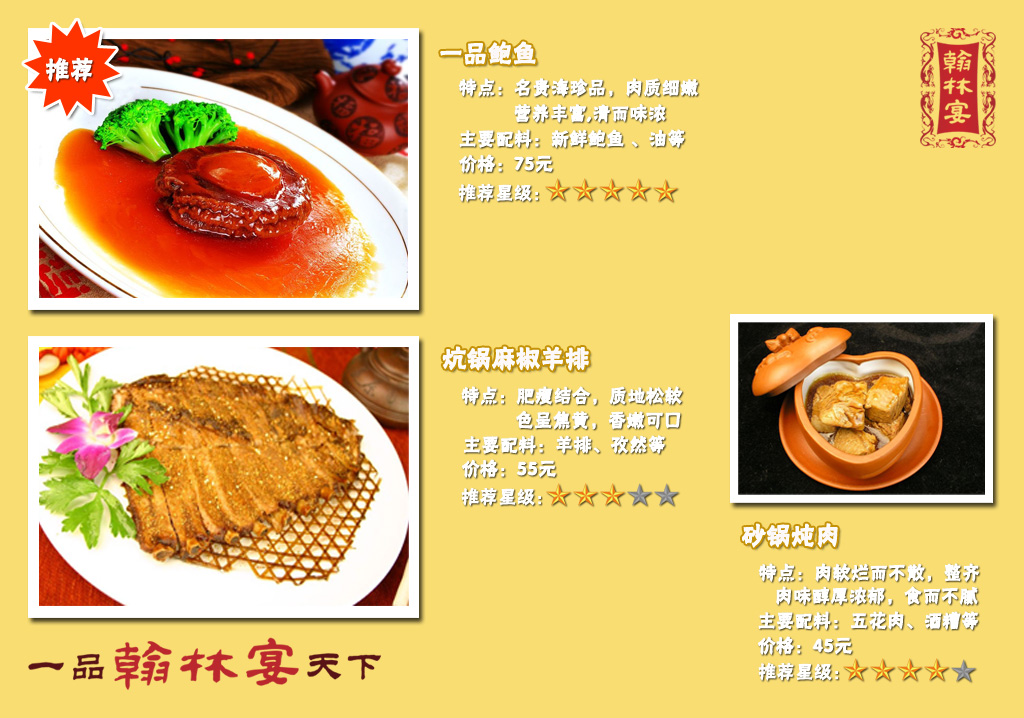 推荐
一品鲍鱼
特点：名贵海珍品，肉质细嫩
营养丰富,清而味浓
主要配料：新鲜鲍鱼 、油等
价格：75元
推荐星级:
翰林宴
炕锅麻椒羊排
特点：肥瘦结合，质地松软
色呈焦黄，香嫩可口
主要配料：羊排、孜然等
价格：55元
推荐星级:
砂锅炖肉
特点：肉软烂而不散，整齐
肉味醇厚浓郁，食而不腻
主要配料：五花肉、酒糟等
价格：45元
推荐星级:
一品翰林宴天下